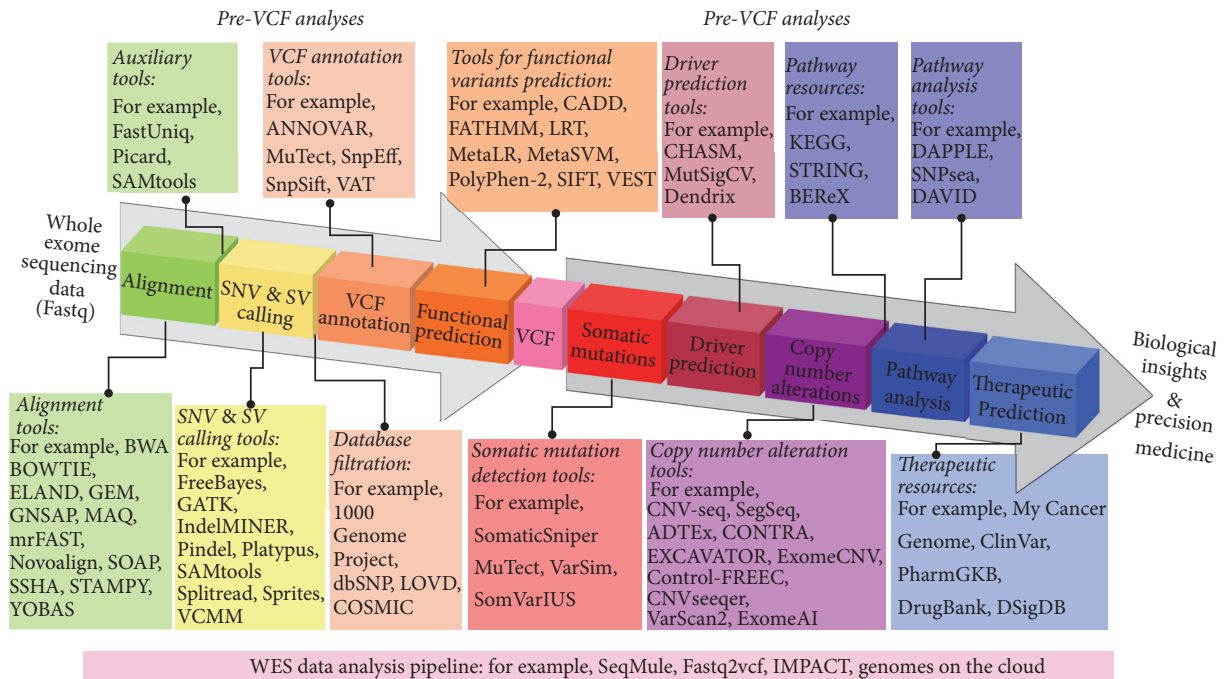 Pre-VCF analyses
Pre-VCF analyses
Auxiliary
tools:
For example,
FastUniq,
Picard,
SAMtools
VCF annotation
tools:
For example,
ANNOVAR,
MuTect, SnpEff,
SnpSift, VAT
Tools for functional
variants prediction:
For example, CADD,
FATHMM, LRT,
MetaLR, MetaSVM,
PolyPhen-2, SIFT, VEST
Driver
prediction
tools:
For example,
CHASM,
MutSigCV,
Dendrix
Pathway
resources:
For example,
KEGG,
STRING,
BEReX
Pathway
analysis
tools:
For example,
DAPPLE,
SNPsea,
DAVID
Whole
exome
sequencing
data
(Fastq)
Alignment
SNV & SV
calling
VCF
annotation
Functional
prediction
VCF
Somatic
mutations
Driver
prediction
Copy
number
alterations
Pathway
analysis
Therapeutic
Prediction
Biological
insights
&
precision
medicine
Alignment
tools:
For example, BWA
BOWTIE,
ELAND, GEM,
GNSAP, MAQ,
mrFAST,
Novoalign, SOAP,
SSHA, STAMPY,
YOBAS
SNV & SV
calling tools:
For example,
FreeBayes,
GATK,
IndelMINER,
Pindel, Platypus,
SAMtools
Splitread, Sprites,
VCMM
Database
filtration:
For example,
1000
Genome
Project,
dbSNP, LOVD,
COSMIC
Somatic mutation
detection tools:
For example,
SomaticSniper
MuTect, VarSim,
SomVarIUS
Copy number alteration
tools:
For example,
CNV-seq, SegSeq,
ADTEx, CONTRA,
EXCAVATOR, ExomeCNV,
Control-FREEC,
CNVseeqer,
VarScan2, ExomeAI
Therapeutic
resources:
For example, My Cancer
Genome, ClinVar,
PharmGKB,
DrugBank, DSigDB
WES data analysis pipeline: for example, SeqMule, Fastq2vcf, IMPACT, genomes on the cloud